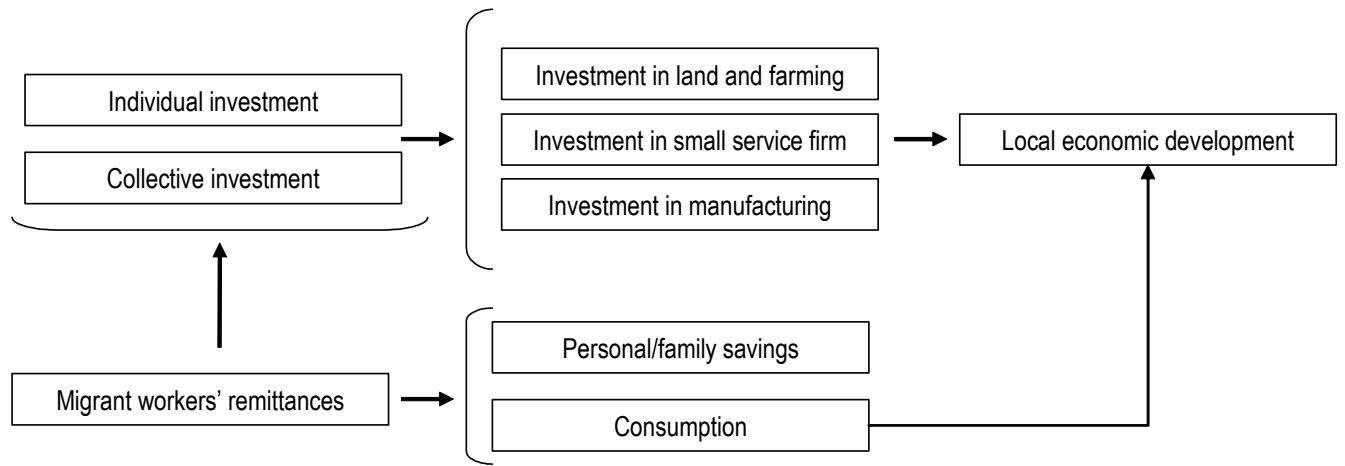 Individual investment
Collective investment
Investment in land and farming
Investment in small service firm
Investment in manufacturing
Local economic development
Migrant workers’ remittances
Personal/family savings
Consumption